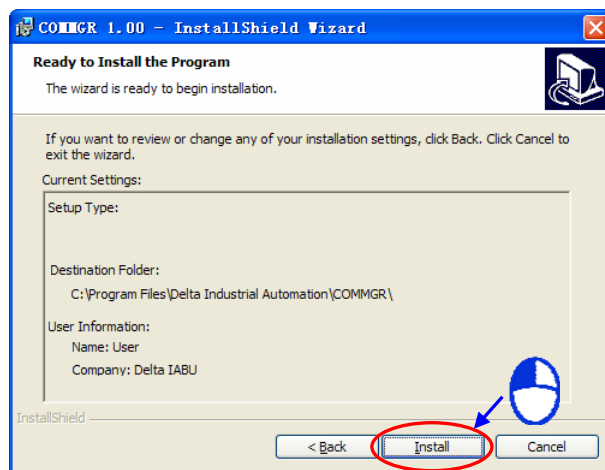 COMMGR 1.00 - InstallShield Wizard
Ready to Install the Program
The wizard is ready to begin installation.
If you want to review or change any of your installation settings, click Back. Click Cancel to
exit the wizard.
Current Settings:
Setup Type:
Destination Folder:
C:\Program Files\Delta Industrial Automation\COMMGR\
User Information:
Name: User
Company: Delta IABU
InstallShield
< Back Install Cancel